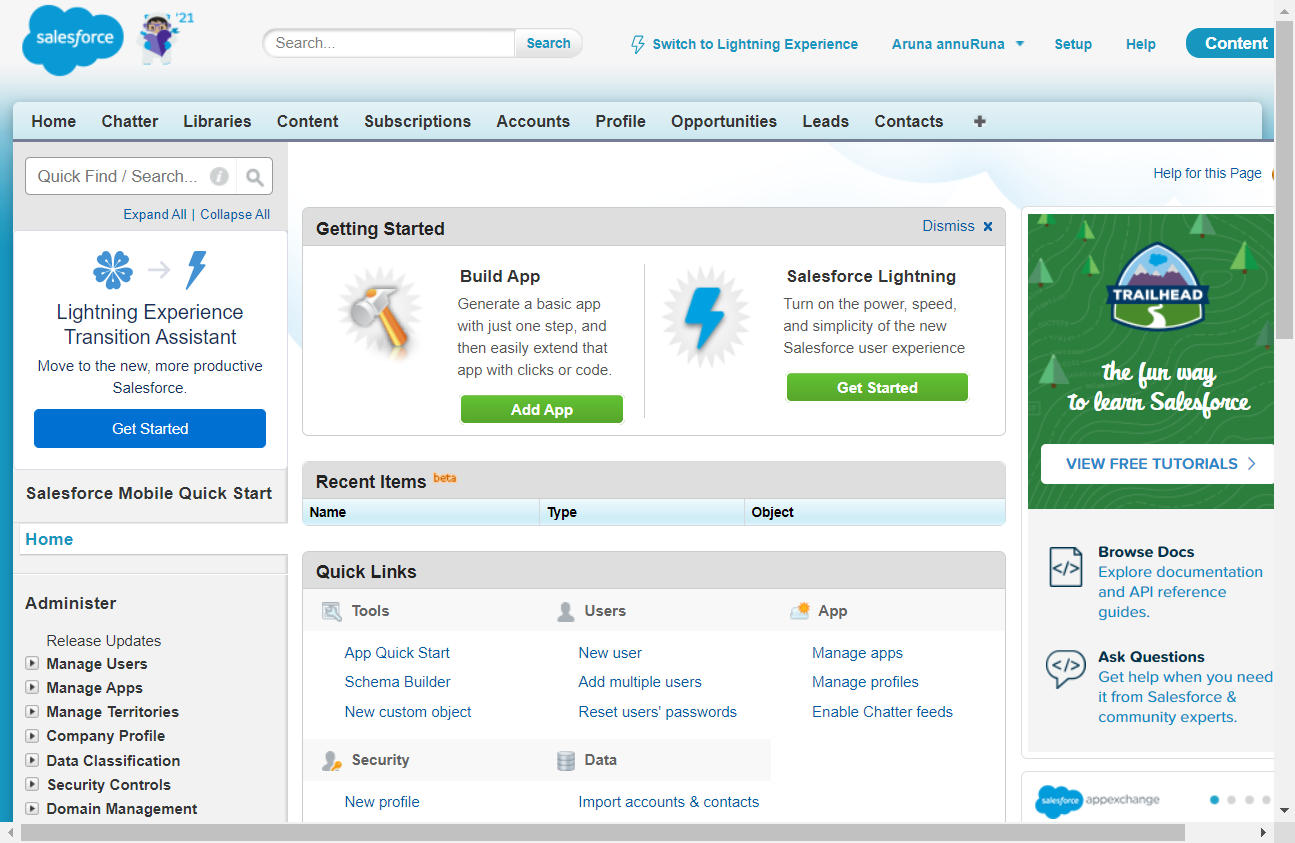 salesforce
'21
Search...
Search
Switch to Lightning Experience
Aruna annuRuna
Setup
Help
Content
Home
Chatter
Libraries
Content
Subscriptions
Accounts
Profile
Opportunities
Leads
Contacts
+
Quick Find / Search...
Expand All | Collapse All
Lightning Experience
Transition Assistant
Move to the new, more productive
Salesforce.
Get Started
Salesforce Mobile Quick Start
Home
Administer
Release Updates
Manage Users
Manage Apps
Manage Territories
Company Profile
Data Classification
Security Controls
Domain Management
Help for this Page
Getting Started
Dismiss
Build App
Generate a basic app
with just one step, and
then easily extend that
app with clicks or code.
Add App
Salesforce Lightning
Turn on the power, speed,
and simplicity of the new
Salesforce user experience
Get Started
Recent Items beta
Name
Type
Object
Quick Links
Tools
App Quick Start
Schema Builder
New custom object
Users
New user
Add multiple users
Reset users' passwords
App
Manage apps
Manage profiles
Enable Chatter feeds
Security
New profile
Data
Import accounts & contacts
TRAILHEAD
the fun way
to learn Salesforce
VIEW FREE TUTORIALS
Browse Docs
Explore documentation
and API reference
guides.
Ask Questions
Get help when you need
it from Salesforce &
community experts.
salesforce appexchange